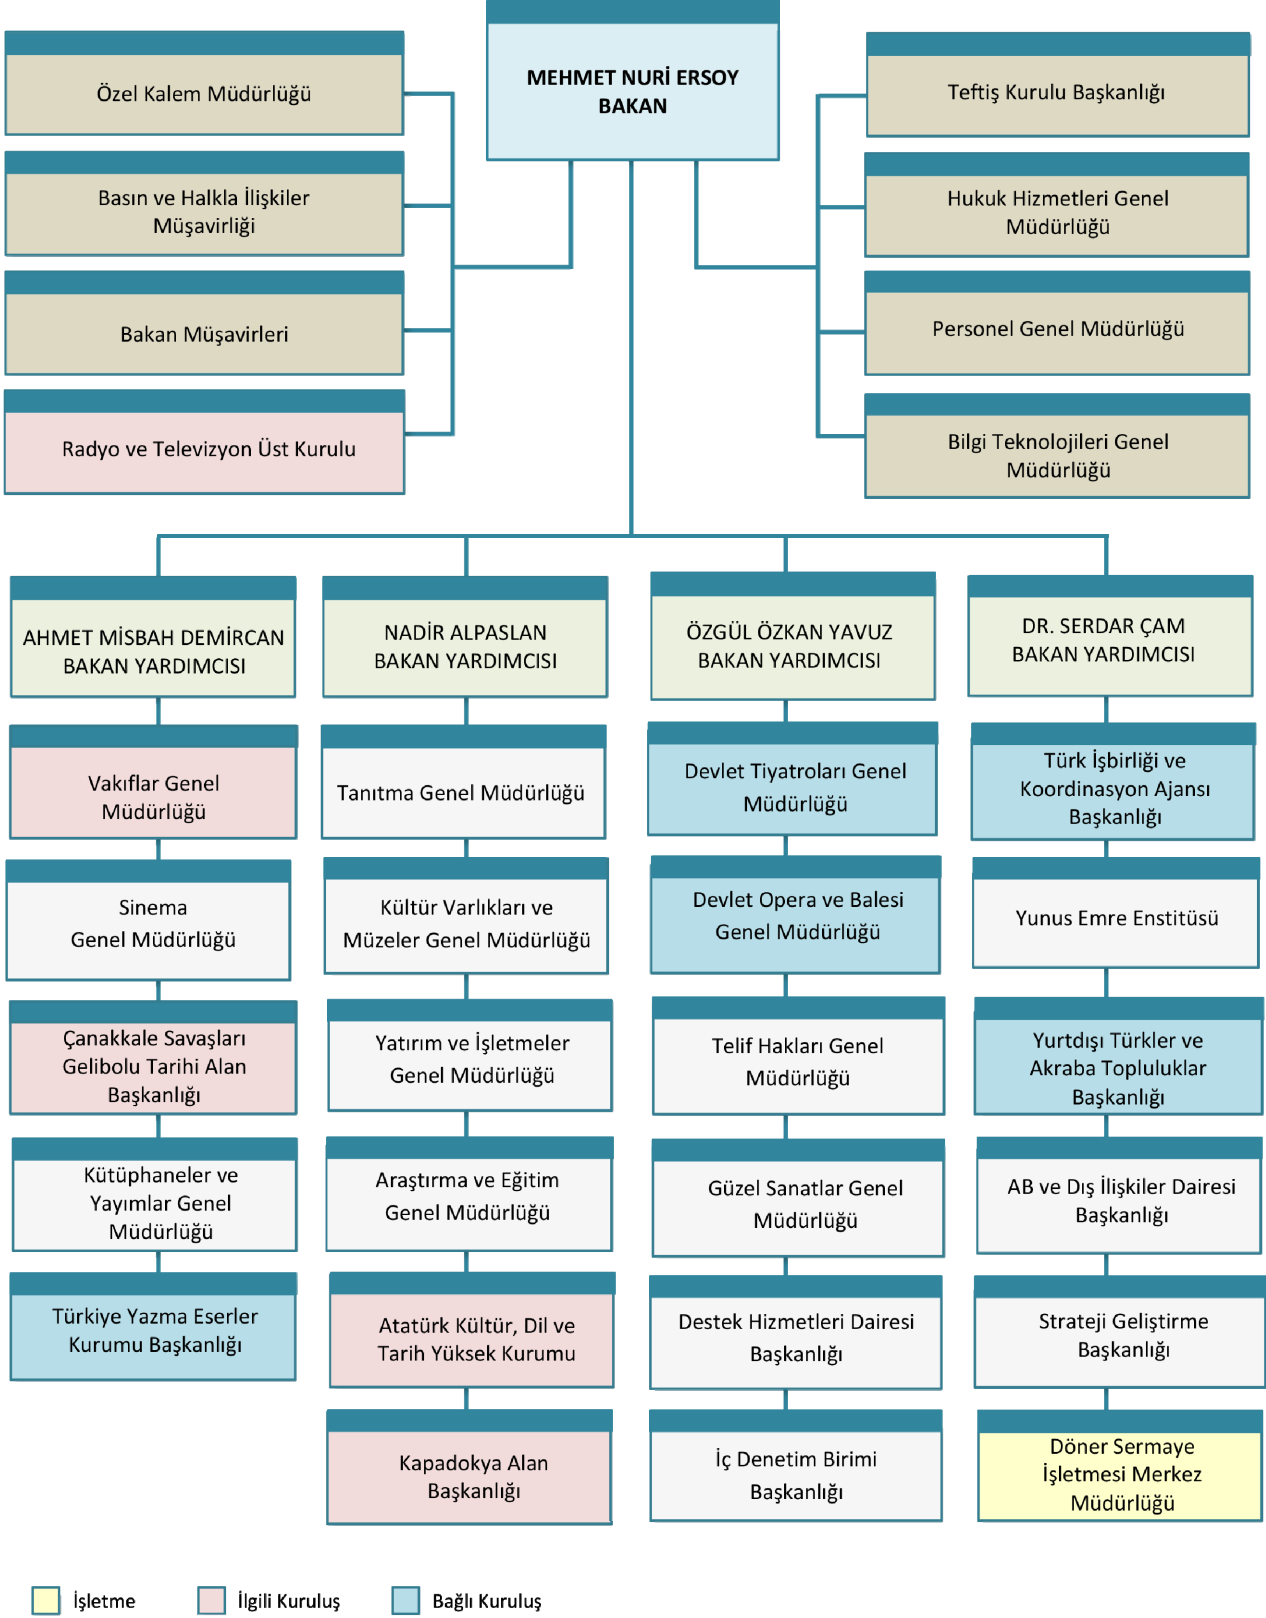 MEHMET NURİ ERSOY
BAKAN
Özel Kalem Müdürlüğü
Basın ve Halkla İlişkiler
Müşavirliği
Bakan Müşavirleri
Radyo ve Televizyon Üst Kurulu
Teftiş Kurulu Başkanlığı
Hukuk Hizmetleri Genel
Müdürlüğü
Personel Genel Müdürlüğü
Bilgi Teknolojileri Genel
Müdürlüğü
AHMET MİSBAH DEMİRCAN
BAKAN YARDIMCISI
Vakıflar Genel
Müdürlüğü
Sinema
Genel Müdürlüğü
Çanakkale Savaşları
Gelibolu Tarihi Alan
Başkanlığı
Kütüphaneler ve
Yayımlar Genel
Müdürlüğü
Türkiye Yazma Eserler
Kurumu Başkanlığı
NADİR ALPASLAN
BAKAN YARDIMCISI
Tanıtma Genel Müdürlüğü
Kültür Varlıkları ve
Müzeler Genel Müdürlüğü
Yatırım ve İşletmeler
Genel Müdürlüğü
Araştırma ve Eğitim
Genel Müdürlüğü
Atatürk Kültür, Dil ve
Tarih Yüksek Kurumu
Kapadokya Alan
Başkanlığı
ÖZGÜL ÖZKAN YAVUZ
BAKAN YARDIMCISI
Devlet Tiyatroları Genel
Müdürlüğü
Devlet Opera ve Balesi
Genel Müdürlüğü
Telif Hakları Genel
Müdürlüğü
Güzel Sanatlar Genel
Müdürlüğü
Destek Hizmetleri Dairesi
Başkanlığı
İç Denetim Birimi
Başkanlığı
DR. SERDAR ÇAM
BAKAN YARDIMCISI
Türk İşbirliği ve
Koordinasyon Ajansı
Başkanlığı
Yunus Emre Enstitüsü
Yurtdışı Türkler ve
Akraba Topluluklar
Başkanlığı
AB ve Dış İlişkiler Dairesi
Başkanlığı
Strateji Geliştirme
Başkanlığı
Döner Sermaye
İşletmesi Merkez
Müdürlüğü
İşletme
İlgili Kuruluş
Bağlı Kuruluş